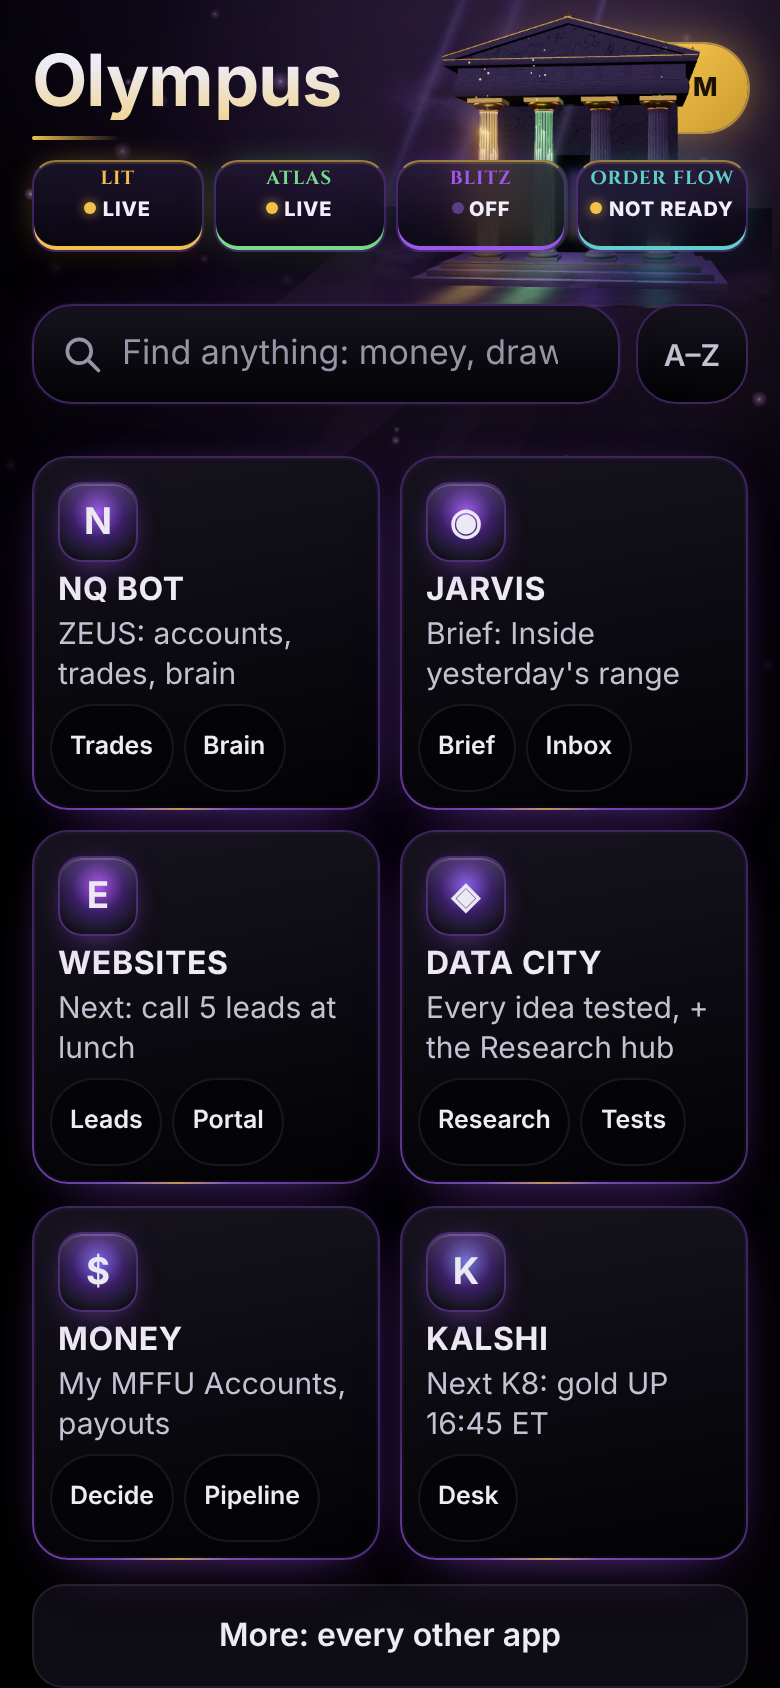 Olympus
M
LIT
LIVE
ATLAS
LIVE
BLITZ
OFF
ORDER FLOW
NOT READY
Find anything: money, draw
A–Z
N
NQ BOT
ZEUS: accounts,
trades, brain
Trades
Brain
JARVIS
Brief: Inside
yesterday's range
Brief
Inbox
E
WEBSITES
Next: call 5 leads at
lunch
Leads
Portal
DATA CITY
Every idea tested, +
the Research hub
Research
Tests
$
MONEY
My MFFU Accounts,
payouts
Decide
Pipeline
K
KALSHI
Next K8: gold UP
16:45 ET
Desk
More: every other app